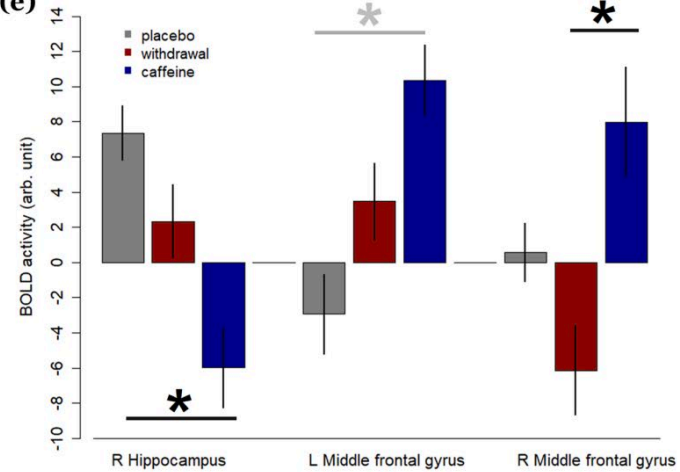 (e)
14
12
10
8
6
4
2
0
-2
-4
-6
-8
-10
BOLD activity (arb. unit)
placebo
withdrawal
caffeine
*
*
*
R Hippocampus
L Middle frontal gyrus
R Middle frontal gyrus